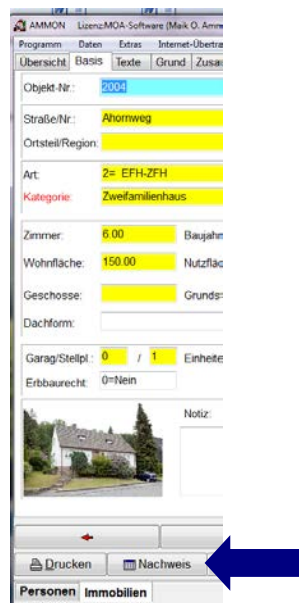 AMMON Lizenz:MOA-Software (Maik O. Amm
Programm Daten Extras Internet-Übertra
Übersicht Basis Texte Grund Zusa
Objekt-Nr.: 2004
Straße/Nr.: Ahornweg
Ortsteil/Region:
Art: 2= EFH-ZFH
Kategorie: Zweifamilienhaus
Zimmer: 6.00 Baujahr
Wohnfläche: 150.00 Nutzfläc
Geschosse: Grunds
Dachform:
Garag/Stellpl.: 0 / 1 Einheite
Erbbaurecht: 0=Nein
Notiz:
Drucken Nachweis
Personen Immobilien